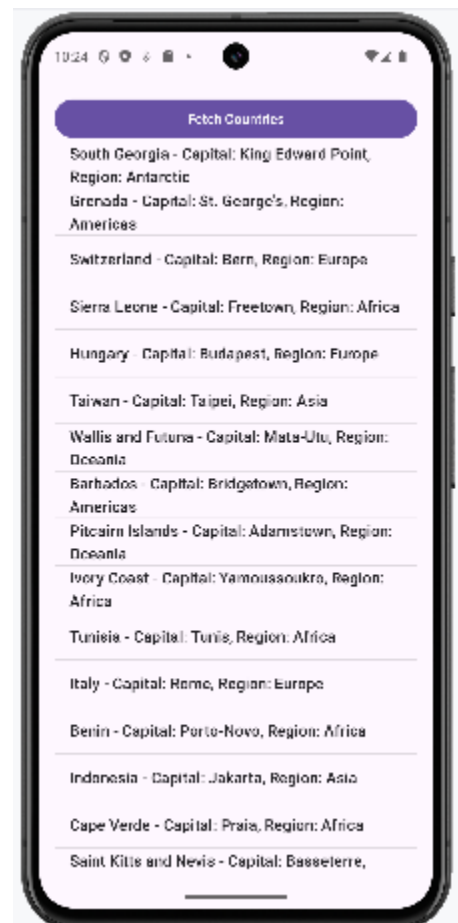 10:24
Fetch Countries
South Georgia - Capital: King Edward Point,
Region: Antarctic
Grenada - Capital: St. George's, Region:
Americas
Switzerland - Capital: Bern, Region: Europe
Sierra Leone - Capital: Freetown, Region: Africa
Hungary - Capital: Budapest, Region: Europe
Taiwan - Capital: Taipei, Region: Asia
Wallis and Futuna - Capital: Mata-Utu, Region:
Oceania
Barbados - Capital: Bridgetown, Region:
Americas
Pitcairn Islands - Capital: Adamstown, Region:
Oceania
Ivory Coast - Capital: Yamoussoukro, Region:
Africa
Tunisia - Capital: Tunis, Region: Africa
Italy - Capital: Rome, Region: Europe
Benin - Capital: Porto-Novo, Region: Africa
Indonesia - Capital: Jakarta, Region: Asia
Cape Verde - Capital: Praia, Region: Africa
Saint Kitts and Nevis - Capital: Basseterre,